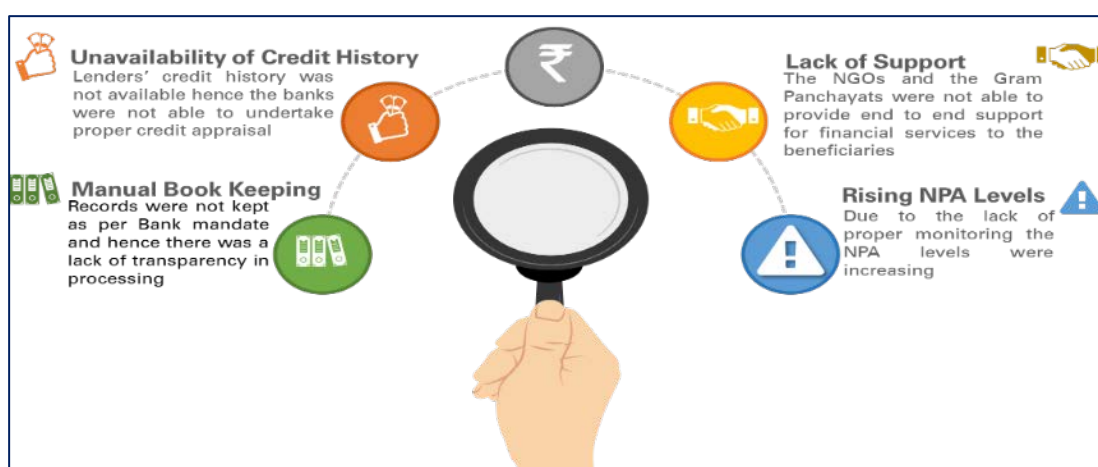 Unavailability of Credit History
Lenders' credit history was
not available hence the banks
were not able to undertake
proper credit appraisal
Manual Book Keeping
Records were not kept
as per Bank mandate
and hence there was a
lack of transparency in
processing
₹
Lack of Support
The NGOs and the Gram
Panchayats were not able to
provide end to end support
for financial services to the
beneficiaries
Rising NPA Levels
Due to the lack of
proper monitoring the
NPA levels were
increasing